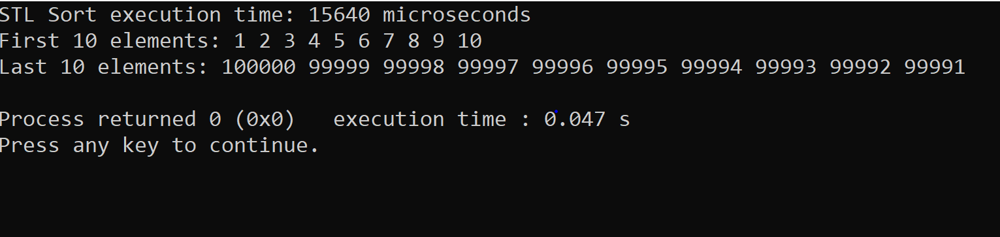 STL Sort execution time: 15640 microseconds
First 10 elements: 1 2 3 4 5 6 7 8 9 10
Last 10 elements: 100000 99999 99998 99997 99996 99995 99994 99993 99992 99991
Process returned 0 (0x0)   execution time : 0.047 s
Press any key to continue.